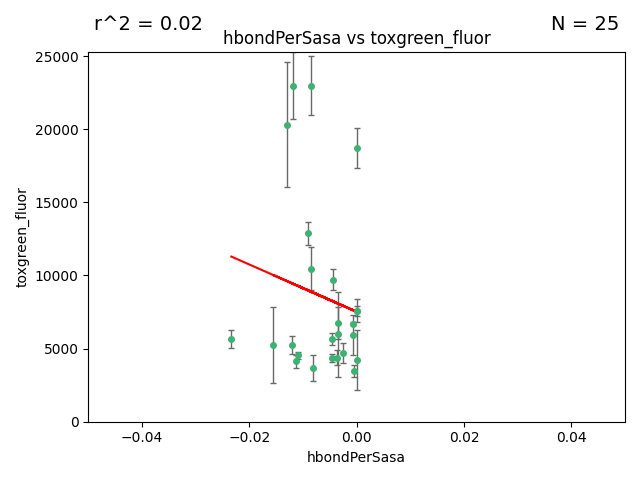 r^2 = 0.02
N = 25
hbondPerSasa vs toxgreen_fluor
25000
20000
15000
10000
5000
0
toxgreen_fluor
−0.04
−0.02
0.00
0.02
0.04
hbondPerSasa